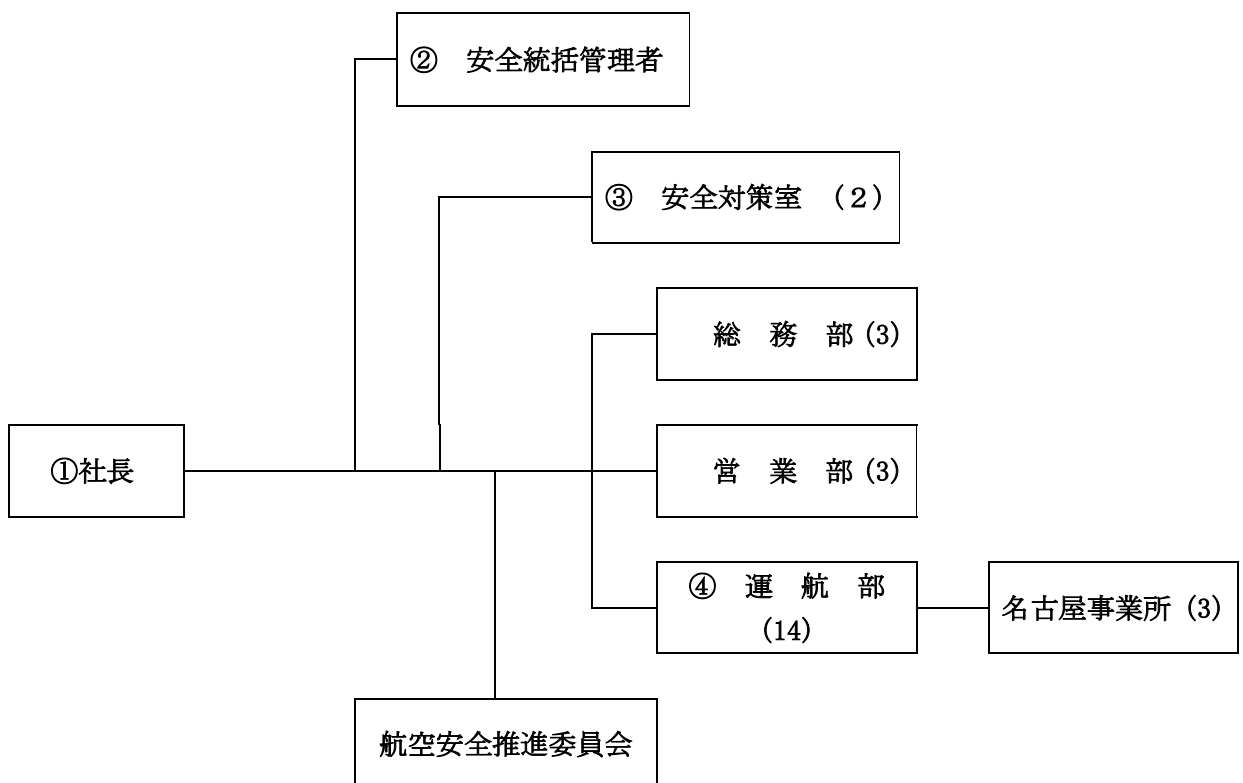 ② 安全統括管理者
③ 安全対策室 （２）
総 務 部 (3)
①社長
営 業 部 (3)
④ 運 航 部
(14)
名古屋事業所 (3)
航空安全推進委員会